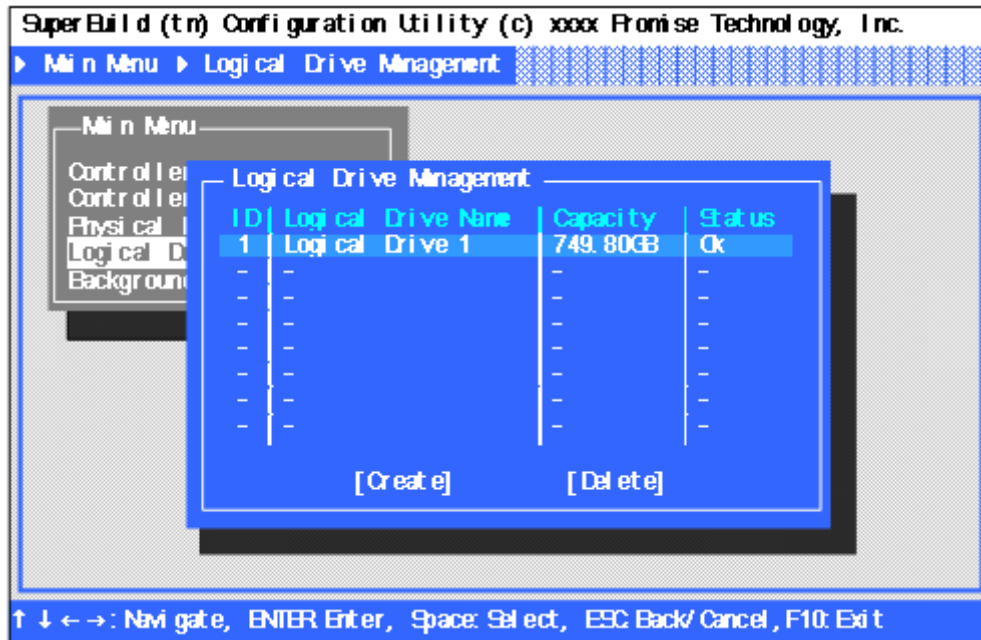 SuperBuild (tm) Configuration Utility (c) xxxx Promise Technology, Inc.
▶ Main Menu ▶ Logical Drive Management
Main Menu
Controller
Controller
Physical
Logical D
Background
Logical Drive Management
ID Logical Drive Name Capacity Status
1 Logical Drive 1 749.80GB Ok
- - - -
- - - -
- - - -
- - - -
- - - -
- - - -
- - - -
[Create] [Delete]
↑ ↓ ← →: Navigate, ENTER: Enter, Space: Select, ESC: Back/Cancel, F10: Exit